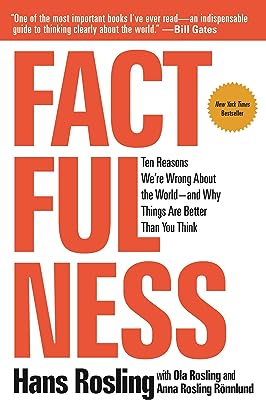 "One of the most important books I've ever read—an indispensable
guide to thinking clearly about the world." —Bill Gates
FACT
FUL
NESS
New York Times
Bestseller
Ten Reasons
We're Wrong About
the World—and Why
Things Are Better
Than You Think
Hans Rosling
with Ola Rosling and
Anna Rosling Rönnlund